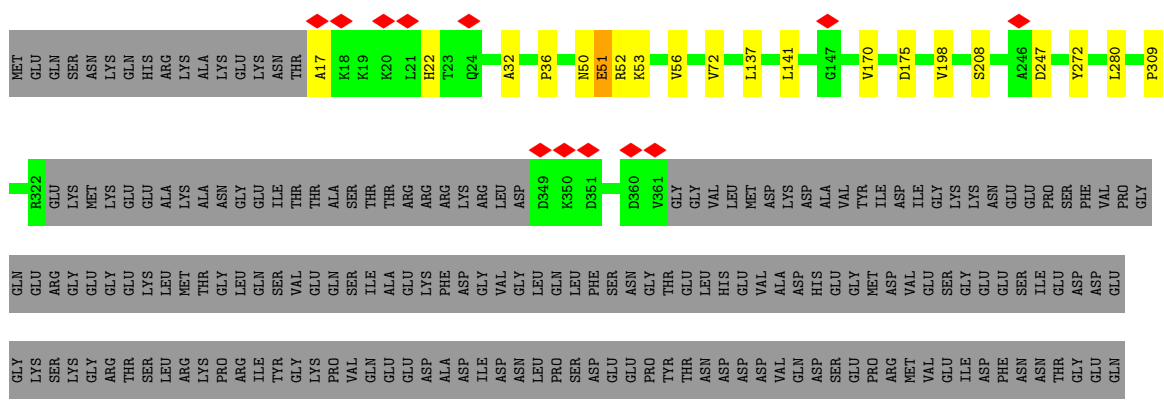 MET GLU GLN SER ASN LYS GLN HIS ARG LYS ALA LYS GLU LYS ASN THR A17 K18 K19 K20 L21 H22 T23 Q24 A32 P36 N50 E51 R52 K53 V56 V72 L137 L141 G147 V170 D175 V198 S208 A246 D247 Y272 L280 P309
R322 GLU LYS MET LYS GLU GLU ALA LYS ALA ASN GLY GLU ILE THR THR ALA SER THR THR ARG ARG ARG LYS ARG LEU ASP D349 K350 D351 D360 V361 GLY GLY VAL LEU MET ASP LYS ASP ALA VAL TYR ILE ASP ILE GLY LYS LYS ASN GLU GLU PRO SER PHE VAL PRO GLY
GLN GLU ARG GLY GLU GLY GLU LYS LEU MET THR GLY LEU GLN SER VAL GLU GLN SER ILE ALA GLU LYS PHE ASP GLY VAL GLY LEU GLN LEU PHE SER ASN GLY THR GLU LEU HIS GLU VAL ALA ASP HIS GLU GLY MET ASP VAL GLU SER GLY GLU GLU SER ILE GLU ASP ASP GLU
GLY LYS SER LYS GLY ARG THR SER LEU ARG LYS PRO ARG ILE TYR GLY LYS PRO VAL GLN GLU GLU ASP ALA ASP ILE ASP ASN LEU PRO SER ASP GLU GLU PRO TYR THR ASN ASP ASP ASP VAL GLN ASP SER GLU PRO ARG MET VAL GLU ILE ASP PHE ASN ASN THR GLY GLU GLN